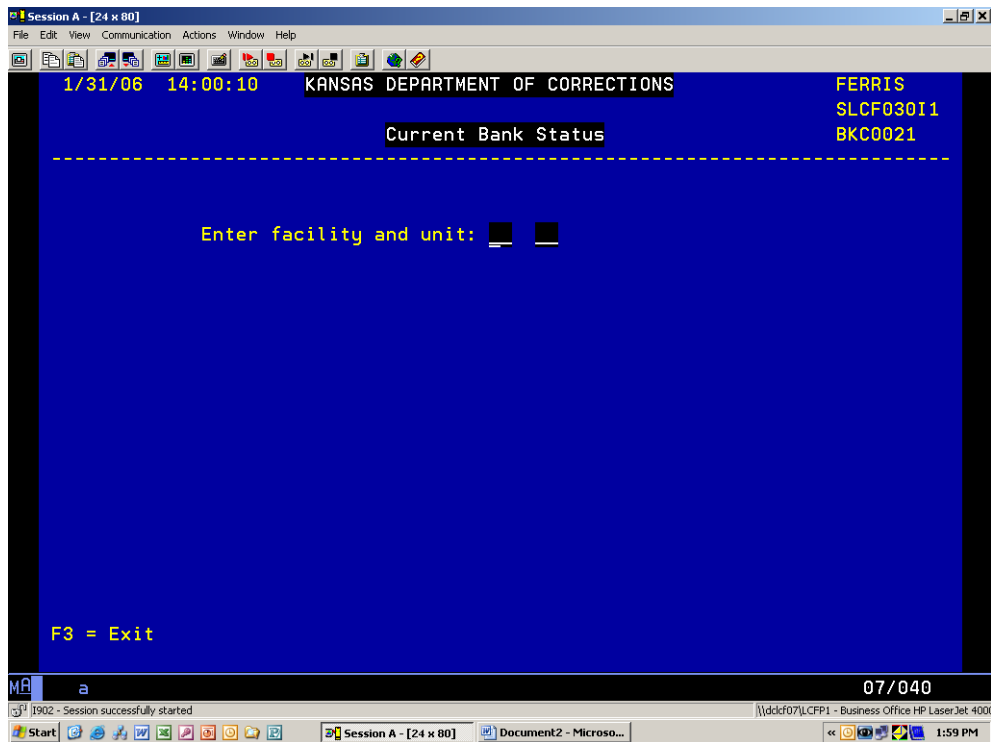 Session A - [24 x 80]
File Edit View Communication Actions Window Help
1/31/06 14:00:10 KANSAS DEPARTMENT OF CORRECTIONS FERRIS
SLCF030I1
Current Bank Status BKC0021
Enter facility and unit:
F3 = Exit
MA a 07/040
I902 - Session successfully started \\dclcf07\LCFP1 - Business Office HP LaserJet 4000
Start Session A - [24 x 80] Document2 - Microso... « 1:59 PM